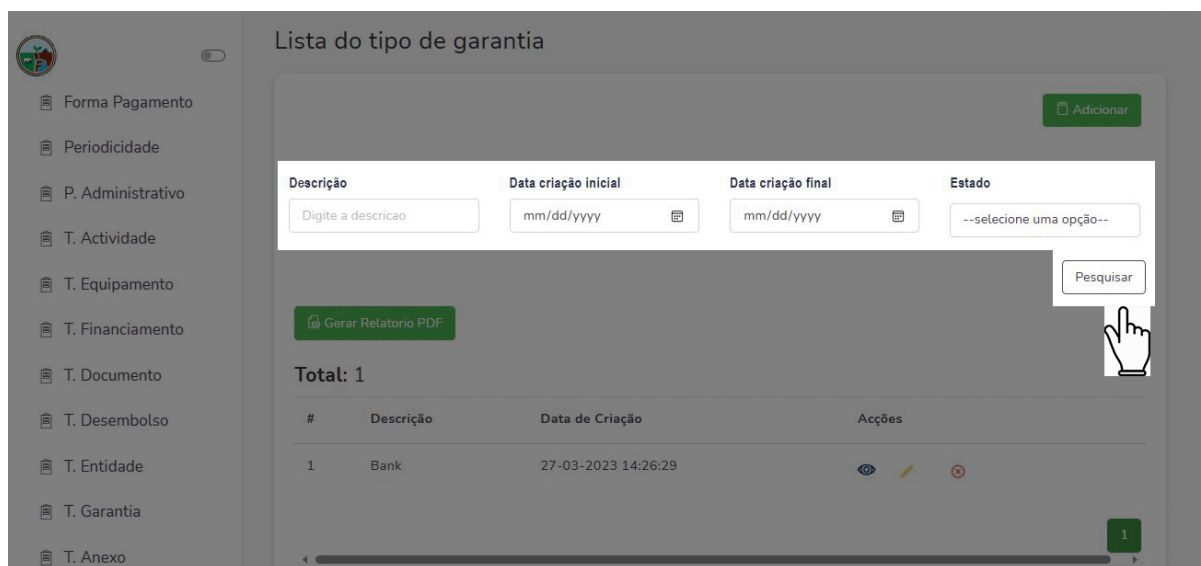 Lista do tipo de garantia
Forma Pagamento
Periodicidade
P. Administrativo
T. Actividade
T. Equipamento
T. Financiamento
T. Documento
T. Desembolso
T. Entidade
T. Garantia
T. Anexo
Adicionar
Descrição Data criação inicial Data criação final Estado
Digite a descricao mm/dd/yyyy mm/dd/yyyy --selecione uma opção--
Pesquisar
Gerar Relatorio PDF
Total: 1
# Descrição Data de Criação Acções
1 Bank 27-03-2023 14:26:29
1